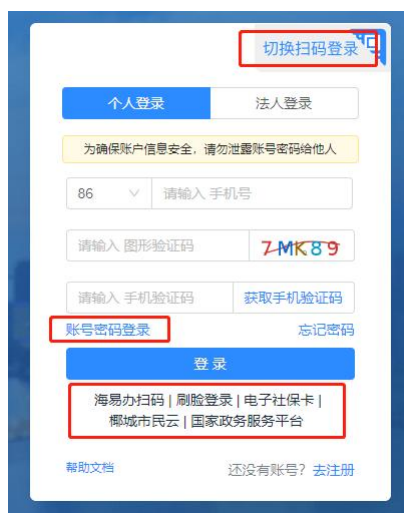 切换扫码登录
个人登录 法人登录
为确保账户信息安全，请勿泄露账号密码给他人
86 请输入 手机号
请输入 图形验证码 7MK89
请输入 手机验证码 获取手机验证码
账号密码登录 忘记密码
登 录
海易办扫码 | 刷脸登录 | 电子社保卡 |
椰城市民云 | 国家政务服务平台
帮助文档 还没有账号？去注册